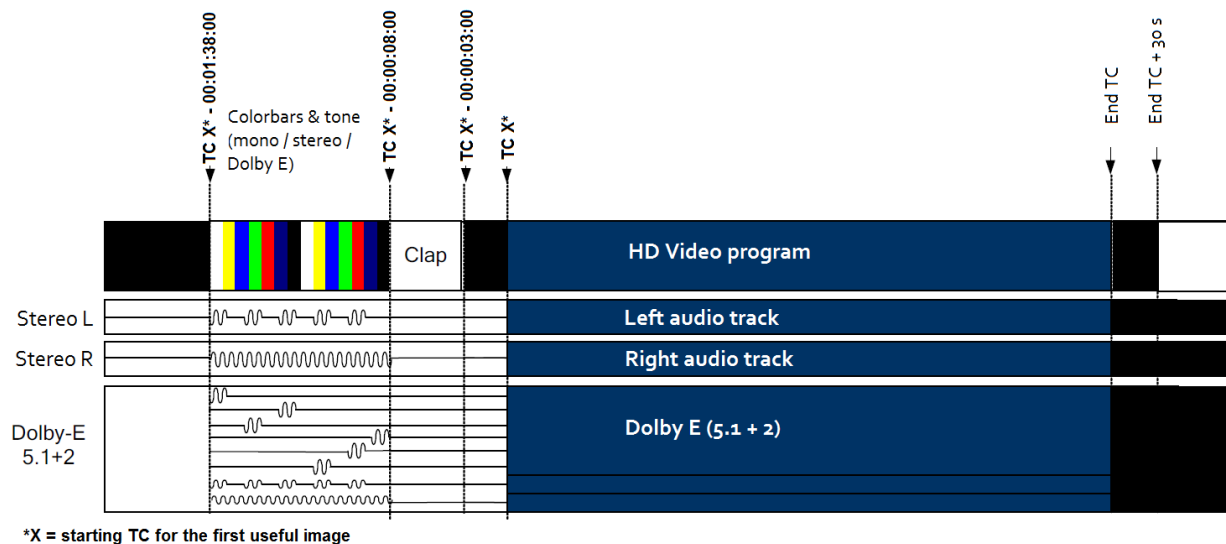 TC X* - 00:01:38:00
Colorbars & tone
(mono / stereo /
Dolby E)
TC X* - 00:00:08:00
TC X* - 00:00:03:00
TC X*
End TC
End TC + 30 s
Clap
HD Video program
Stereo L
Left audio track
Stereo R
Right audio track
Dolby-E
5.1+2
Dolby E (5.1 + 2)
*X = starting TC for the first useful image